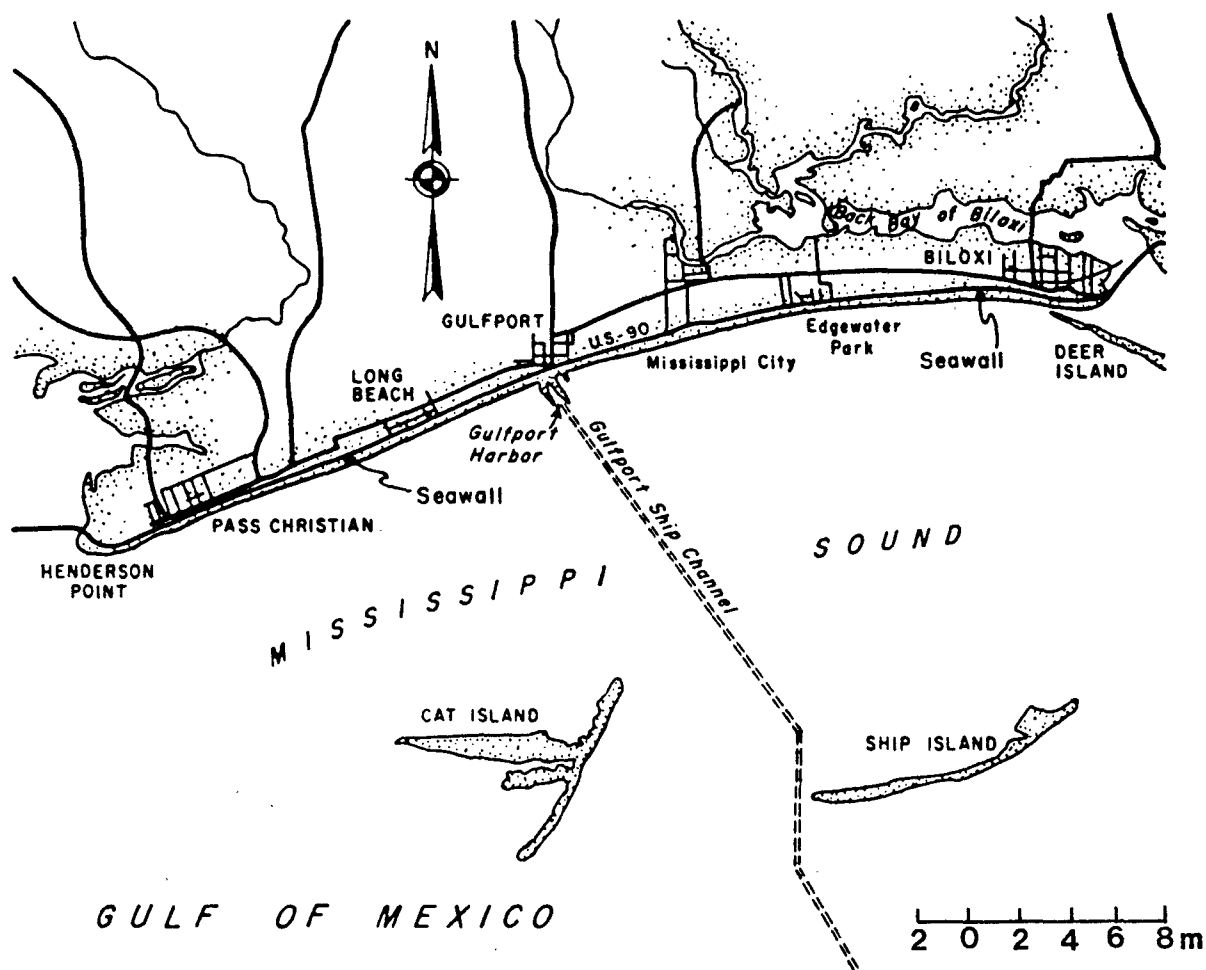 N
Back Bay of Biloxi
BILOXI
GULFPORT
U.S.-90
Edgewater
Park
Mississippi City
Seawall
DEER
ISLAND
LONG
BEACH
Gulfport
Harbor
Gulfport Ship Channel
Seawall
PASS CHRISTIAN
SOUND
HENDERSON
POINT
MISSISSIPPI
CAT ISLAND
SHIP ISLAND
GULF OF MEXICO
2 0 2 4 6 8m